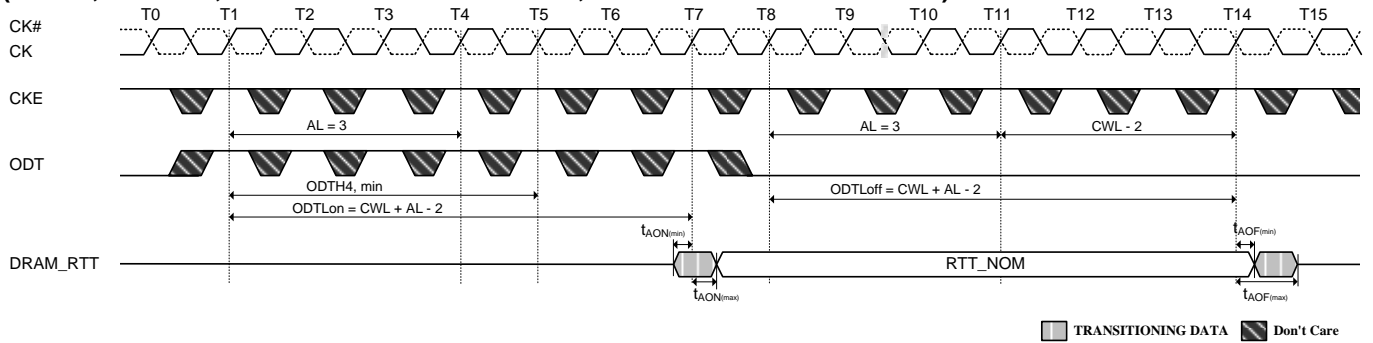 T0 T1 T2 T3 T4 T5 T6 T7 T8 T9 T10 T11 T12 T13 T14 T15
CK#
CK
CKE
AL = 3 AL = 3 CWL - 2
ODT
ODTH4, min ODTLoff = CWL + AL - 2
ODTLon = CWL + AL - 2
tAON(min) tAOF(min)
DRAM_RTT RTT_NOM
tAON(max) tAOF(max)
TRANSITIONING DATA Don't Care